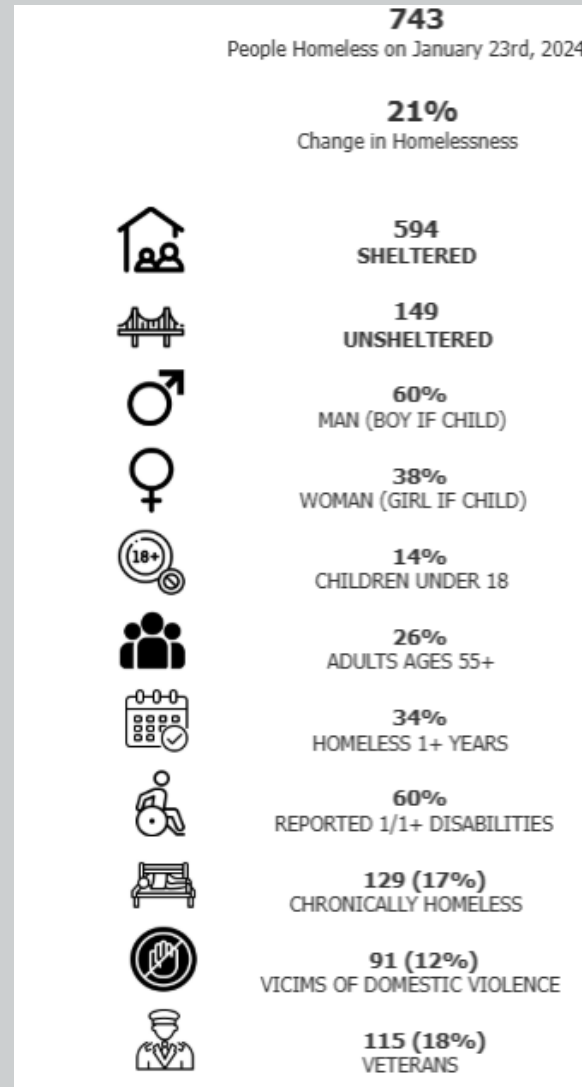 743
People Homeless on January 23rd, 2024
21%
Change in Homelessness
594
SHELTERED
149
UNSHELTERED
60%
MAN (BOY IF CHILD)
38%
WOMAN (GIRL IF CHILD)
18+
14%
CHILDREN UNDER 18
26%
ADULTS AGES 55+
34%
HOMELESS 1+ YEARS
60%
REPORTED 1/1+ DISABILITIES
129 (17%)
CHRONICALLY HOMELESS
91 (12%)
VICIMS OF DOMESTIC VIOLENCE
115 (18%)
VETERANS